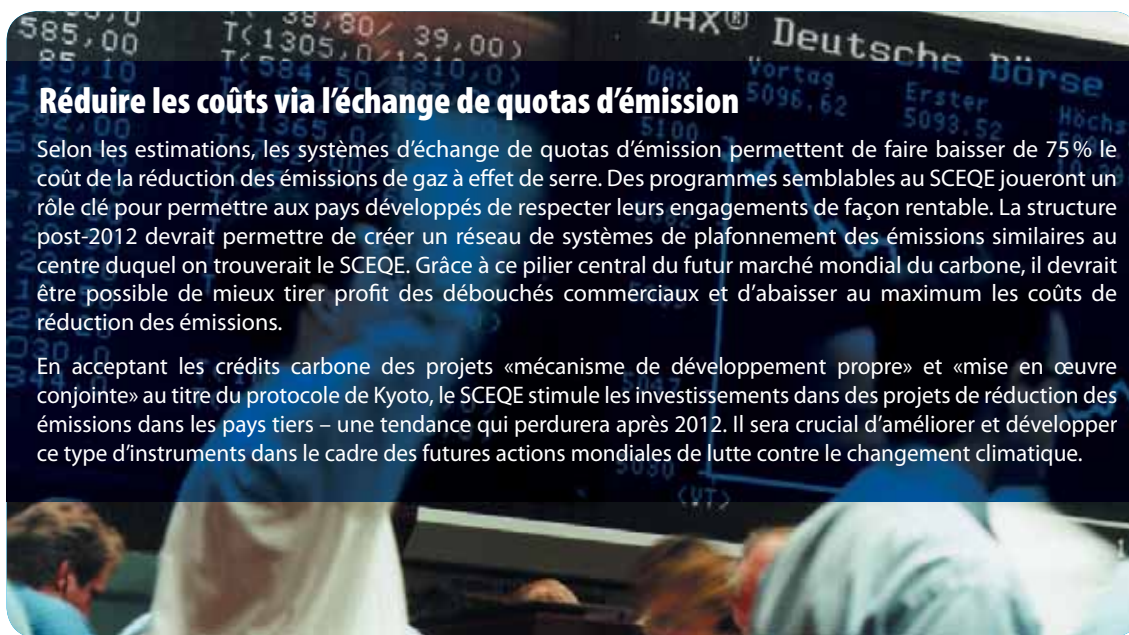 585,00 T(38,80/ 39,00)
85,10 T(1305,0/1310,0)
DAX® Deutsche Börse
DAX Vortag Erster Höchs
5096.62 5093.52
5100
Réduire les coûts via l’échange de quotas d’émission
Selon les estimations, les systèmes d’échange de quotas d’émission permettent de faire baisser de 75 % le
coût de la réduction des émissions de gaz à effet de serre. Des programmes semblables au SCEQE joueront un
rôle clé pour permettre aux pays développés de respecter leurs engagements de façon rentable. La structure
post-2012 devrait permettre de créer un réseau de systèmes de plafonnement des émissions similaires au
centre duquel on trouverait le SCEQE. Grâce à ce pilier central du futur marché mondial du carbone, il devrait
être possible de mieux tirer profit des débouchés commerciaux et d’abaisser au maximum les coûts de
réduction des émissions.
En acceptant les crédits carbone des projets «mécanisme de développement propre» et «mise en œuvre
conjointe» au titre du protocole de Kyoto, le SCEQE stimule les investissements dans des projets de réduction des
émissions dans les pays tiers – une tendance qui perdurera après 2012. Il sera crucial d’améliorer et développer
ce type d’instruments dans le cadre des futures actions mondiales de lutte contre le changement climatique.
5030
(VT)